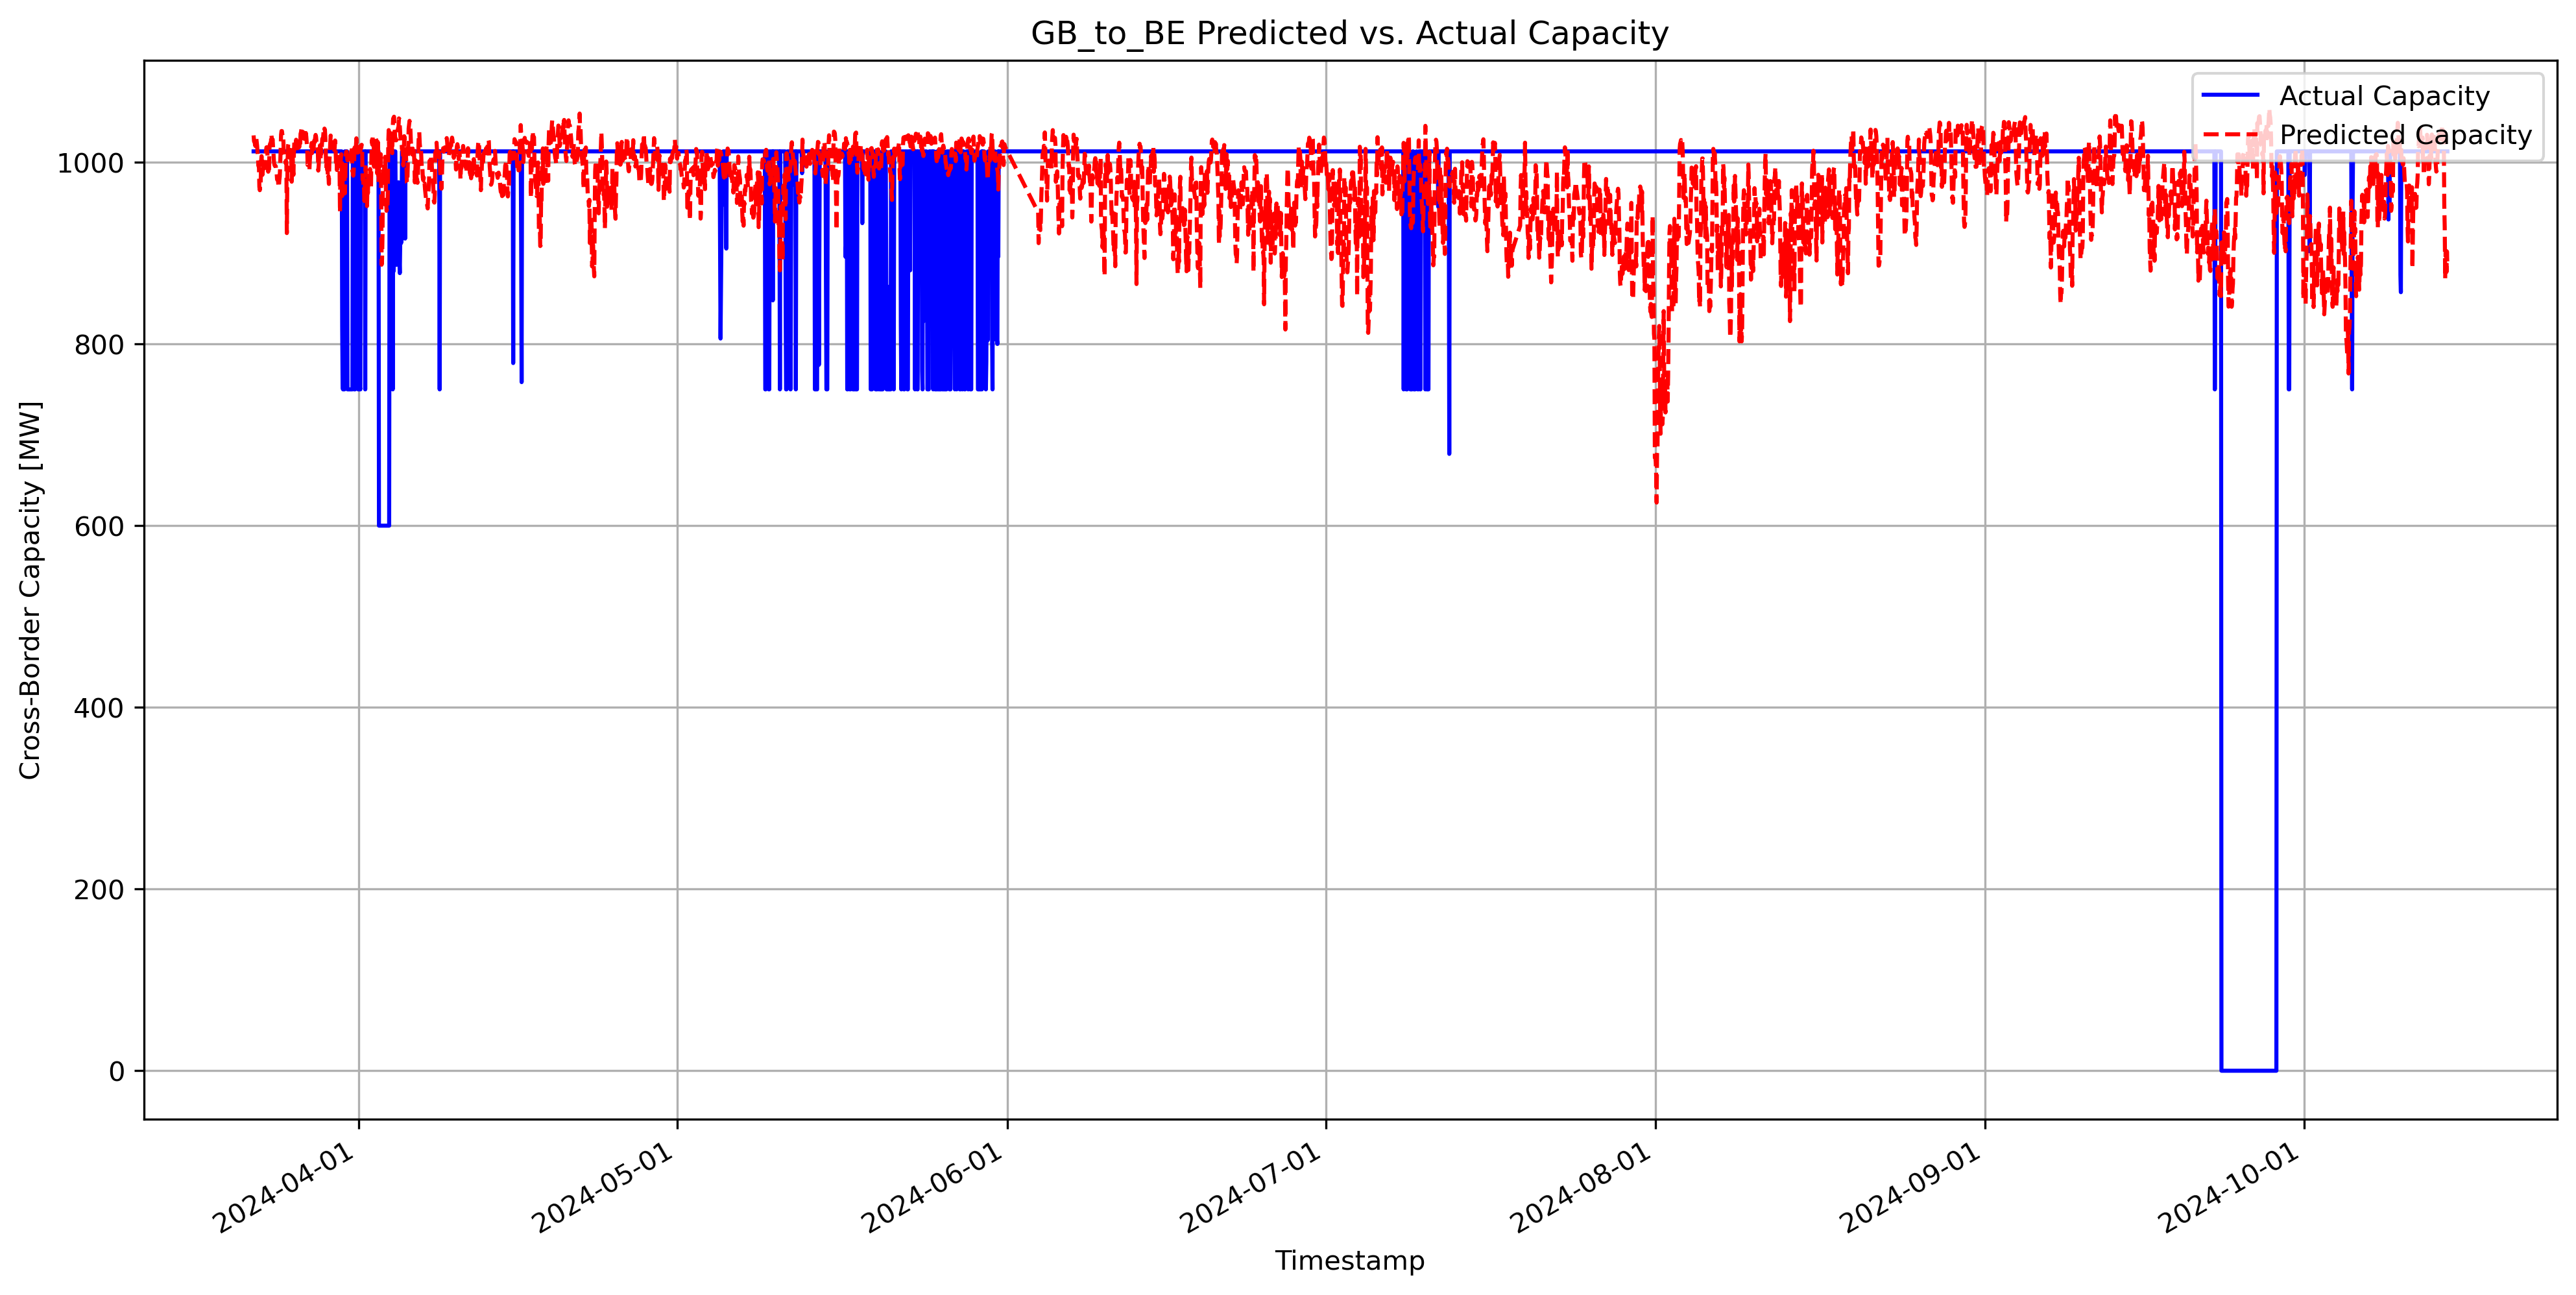 GB_to_BE Predicted vs. Actual Capacity
Actual Capacity
Predicted Capacity
Cross-Border Capacity [MW]
1000
800
600
400
200
0
2024-04-01
2024-05-01
2024-06-01
2024-07-01
2024-08-01
2024-09-01
2024-10-01
Timestamp